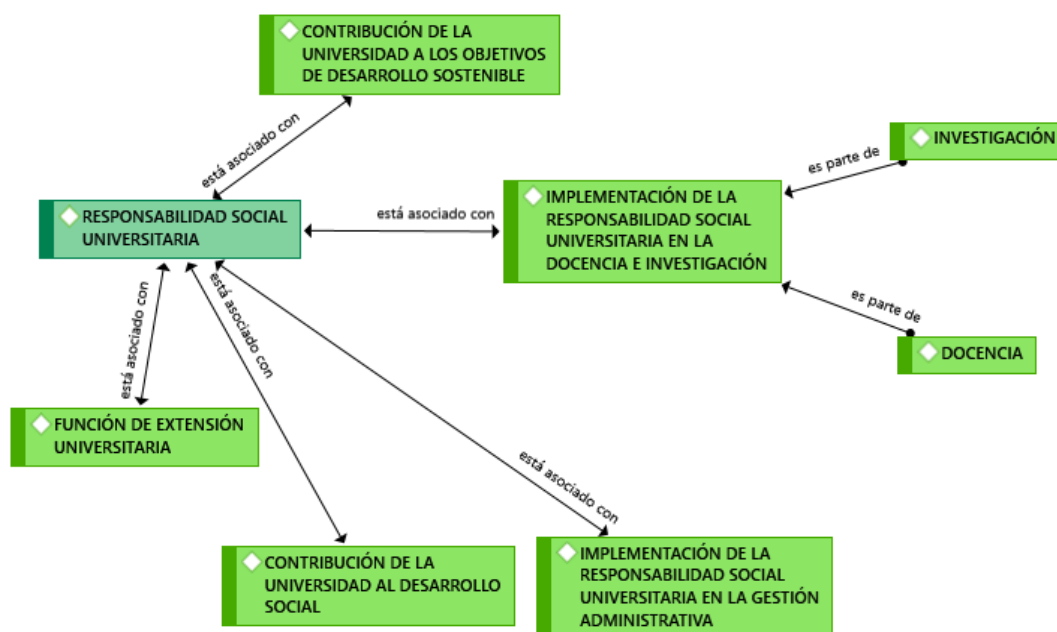 CONTRIBUCIÓN DE LA
UNIVERSIDAD A LOS OBJETIVOS
DE DESARROLLO SOSTENIBLE
está asociado con
INVESTIGACIÓN
es parte de
RESPONSABILIDAD SOCIAL
UNIVERSITARIA
está asociado con
IMPLEMENTACIÓN DE LA
RESPONSABILIDAD SOCIAL
UNIVERSITARIA EN LA
DOCENCIA E INVESTIGACIÓN
es parte de
DOCENCIA
está asociado con
está asociado con
FUNCIÓN DE EXTENSIÓN
UNIVERSITARIA
está asociado con
CONTRIBUCIÓN DE LA
UNIVERSIDAD AL DESARROLLO
SOCIAL
IMPLEMENTACIÓN DE LA
RESPONSABILIDAD SOCIAL
UNIVERSITARIA EN LA GESTIÓN
ADMINISTRATIVA